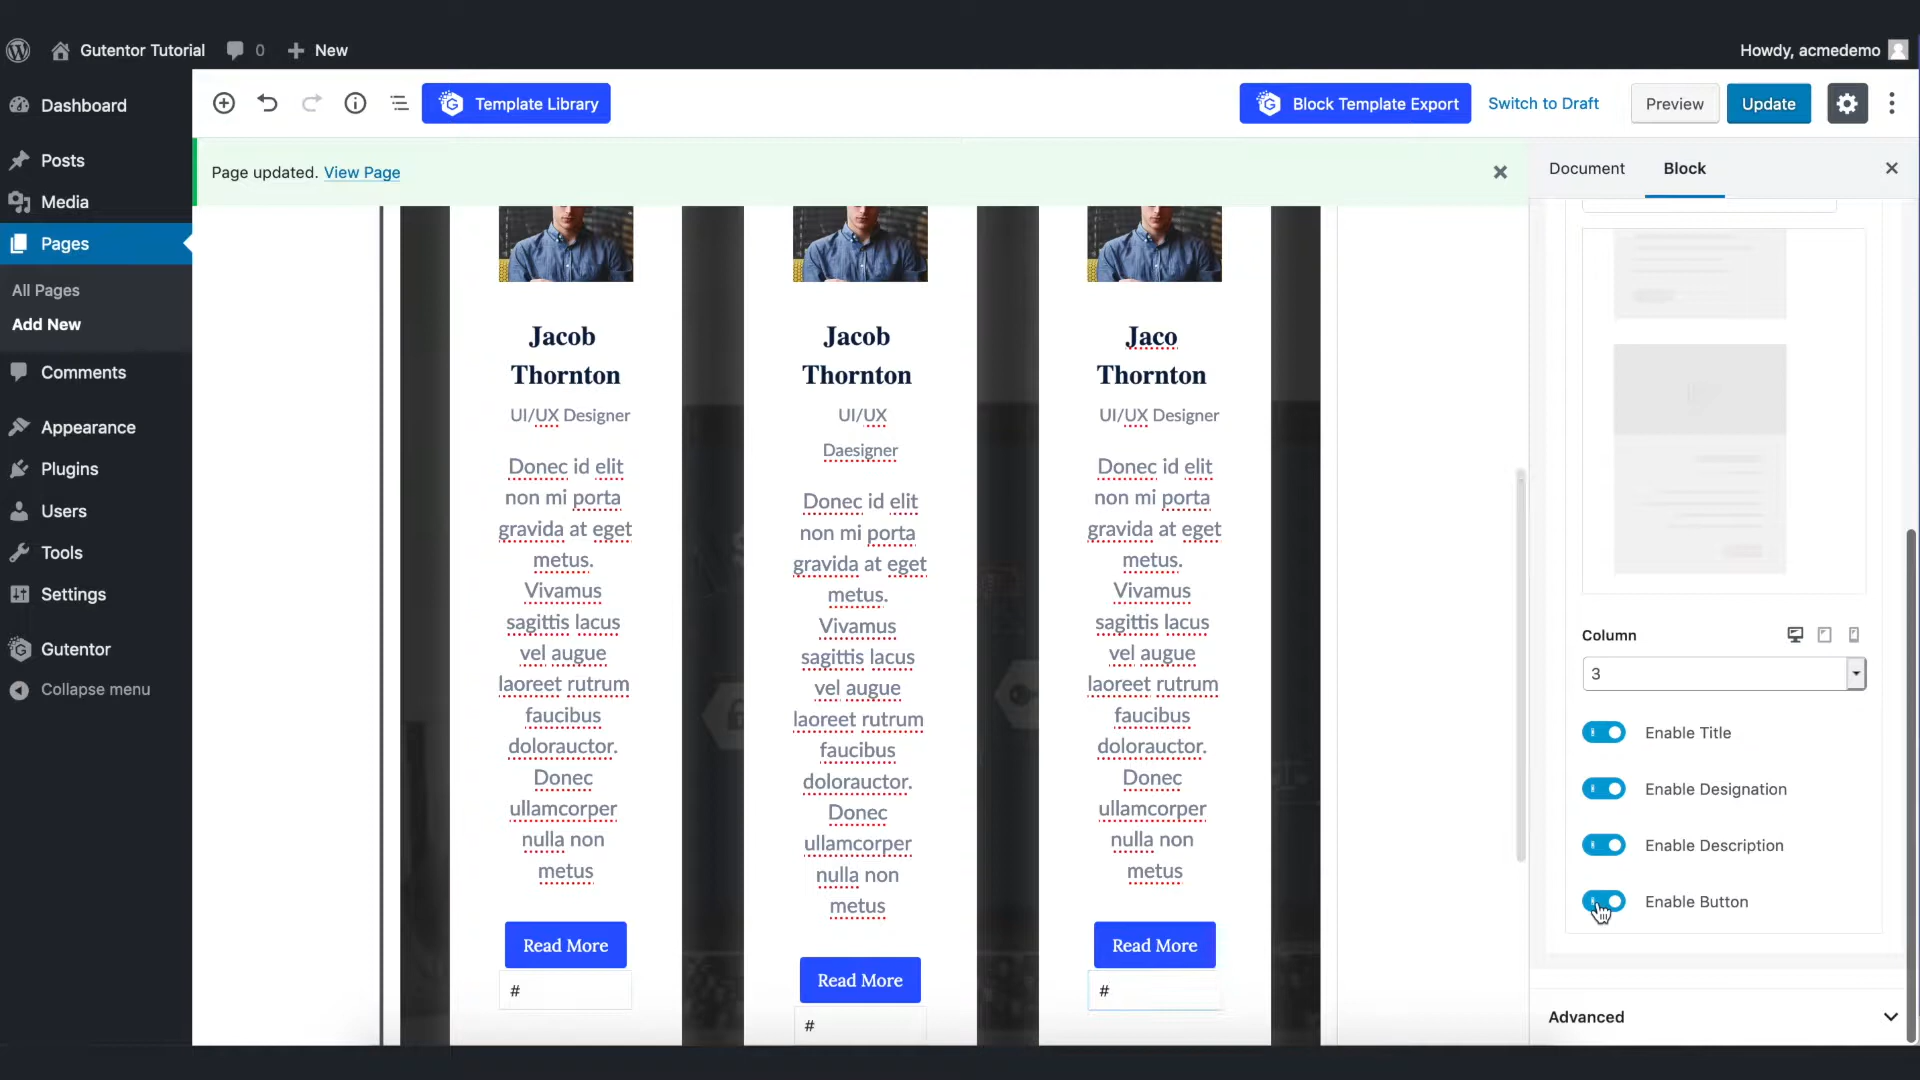 Gutentor Tutorial 0 New Howdy, acmedemo
Dashboard
Posts
Media
Pages
All Pages
Add New
Comments
Appearance
Plugins
Users
Tools
Settings
Gutentor
Collapse menu
Template Library Block Template Export Switch to Draft Preview Update
Page updated. View Page
Jacob
Thornton
UI/UX Designer
Donec id elit
non mi porta
gravida at eget
metus.
Vivamus
sagittis lacus
vel augue
laoreet rutrum
faucibus
dolorauctor.
Donec
ullamcorper
nulla non
metus
Read More
#
Jacob
Thornton
UI/UX
Daesigner
Donec id elit
non mi porta
gravida at eget
metus.
Vivamus
sagittis lacus
vel augue
laoreet rutrum
faucibus
dolorauctor.
Donec
ullamcorper
nulla non
metus
Read More
#
Jaco
Thornton
UI/UX Designer
Donec id elit
non mi porta
gravida at eget
metus.
Vivamus
sagittis lacus
vel augue
laoreet rutrum
faucibus
dolorauctor.
Donec
ullamcorper
nulla non
metus
Read More
#
Document Block
Column
3
Enable Title
Enable Designation
Enable Description
Enable Button
Advanced